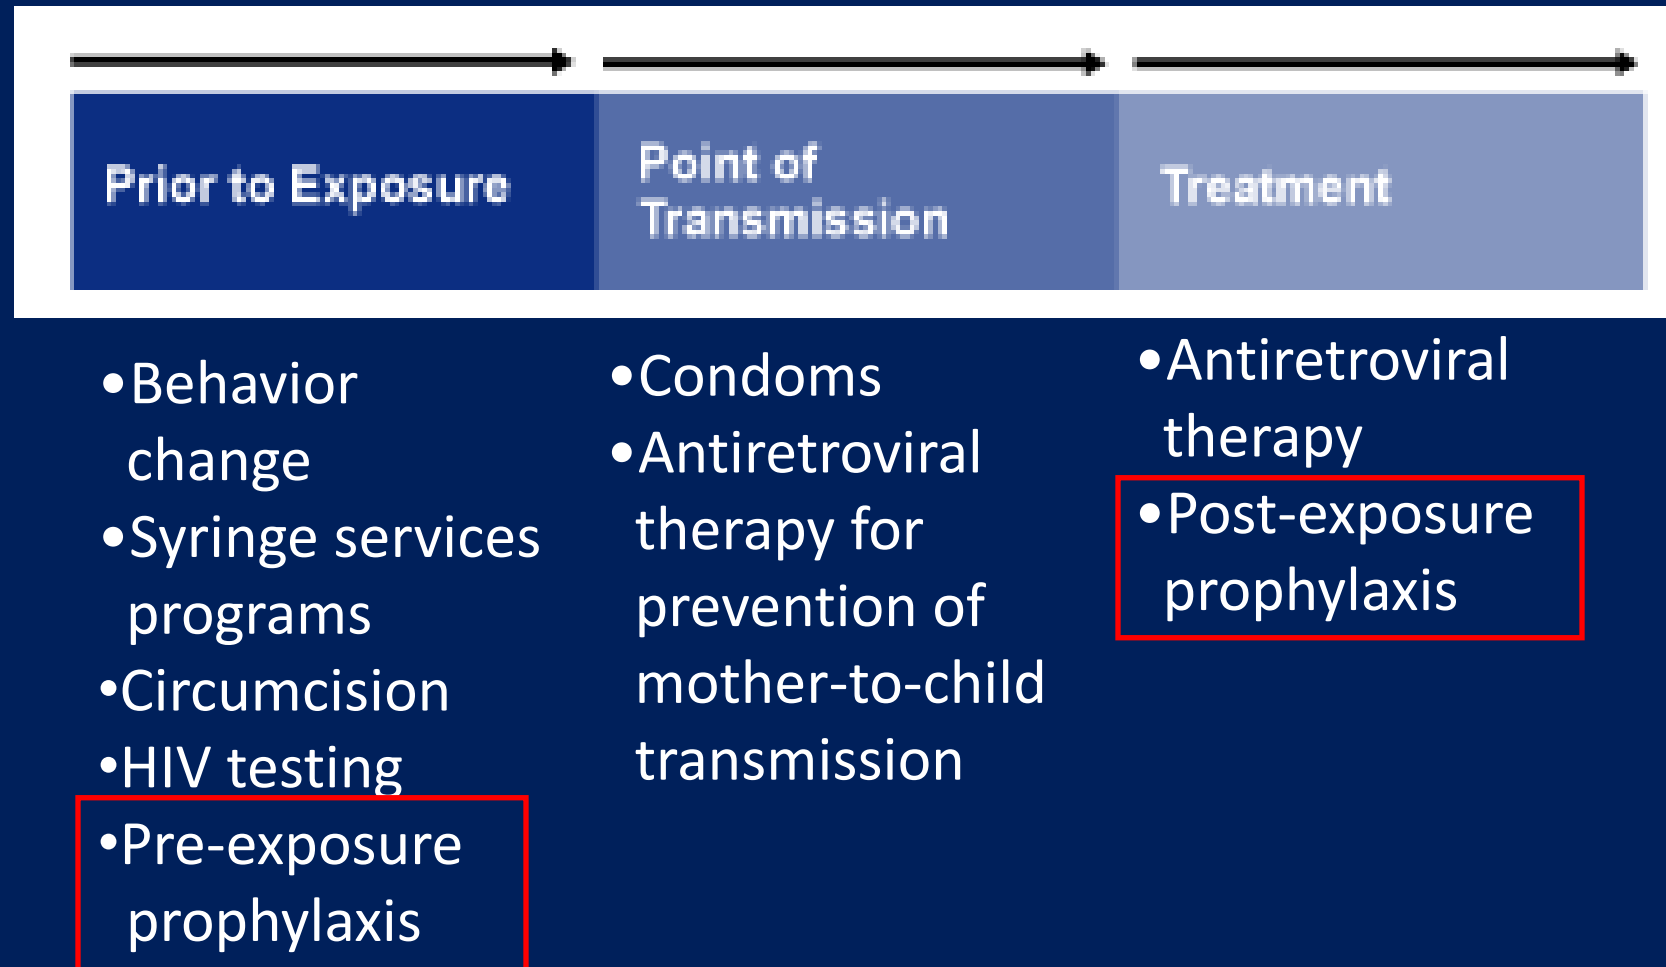 Prior to Exposure
Point of
Transmission
Treatment
•Behavior
change
•Syringe services
programs
•Circumcision
•HIV testing
•Pre-exposure
prophylaxis
•Condoms
•Antiretroviral
therapy for
prevention of
mother-to-child
transmission
•Antiretroviral
therapy
•Post-exposure
prophylaxis